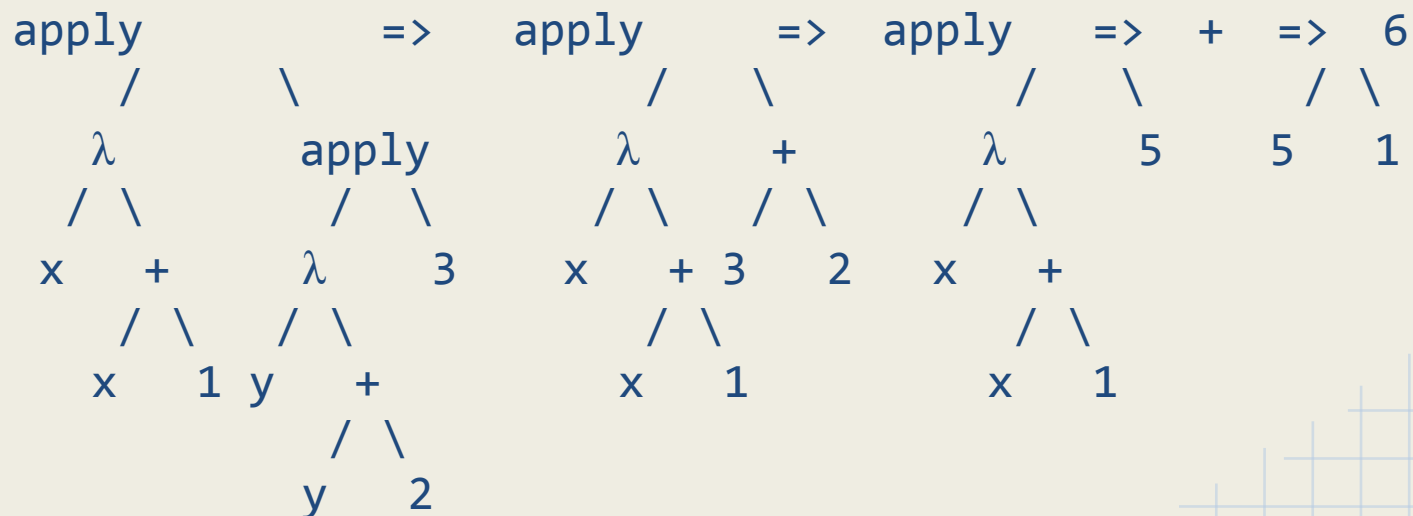 apply            =>   apply      =>  apply   =>  +  =>  6
    /     \             /   \         /   \      / \
   λ       apply       λ     +       λ     5    5   1
  / \       /  \      / \   / \     / \
 x   +     λ    3    x   + 3   2   x   +
    / \   / \           / \           / \
   x   1 y   +         x   1         x   1
            / \
           y   2